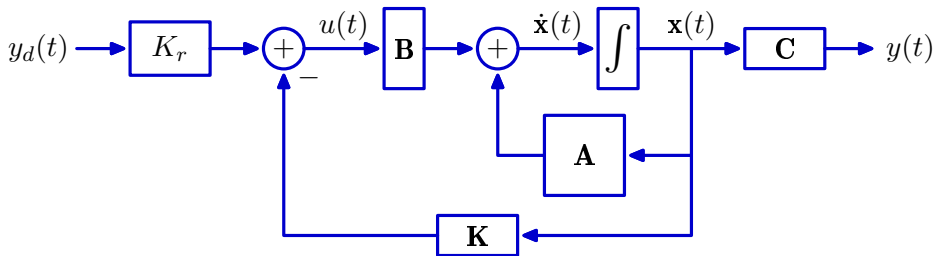 y_d(t) K_r + u(t) B + ẋ(t) ∫ x(t) C y(t)
−
A
K